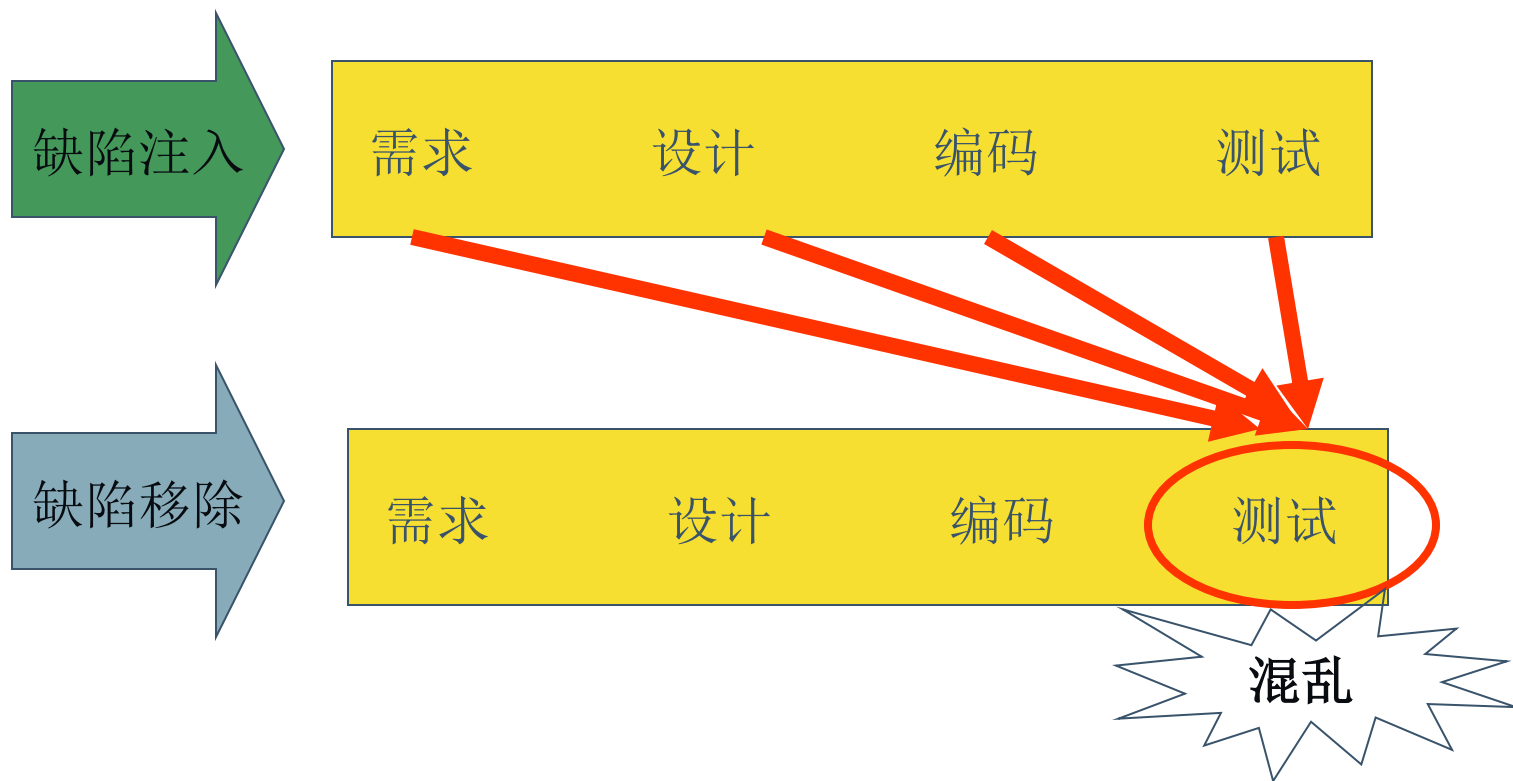 缺陷注入
需求 设计 编码 测试
缺陷移除
需求 设计 编码 测试
混乱